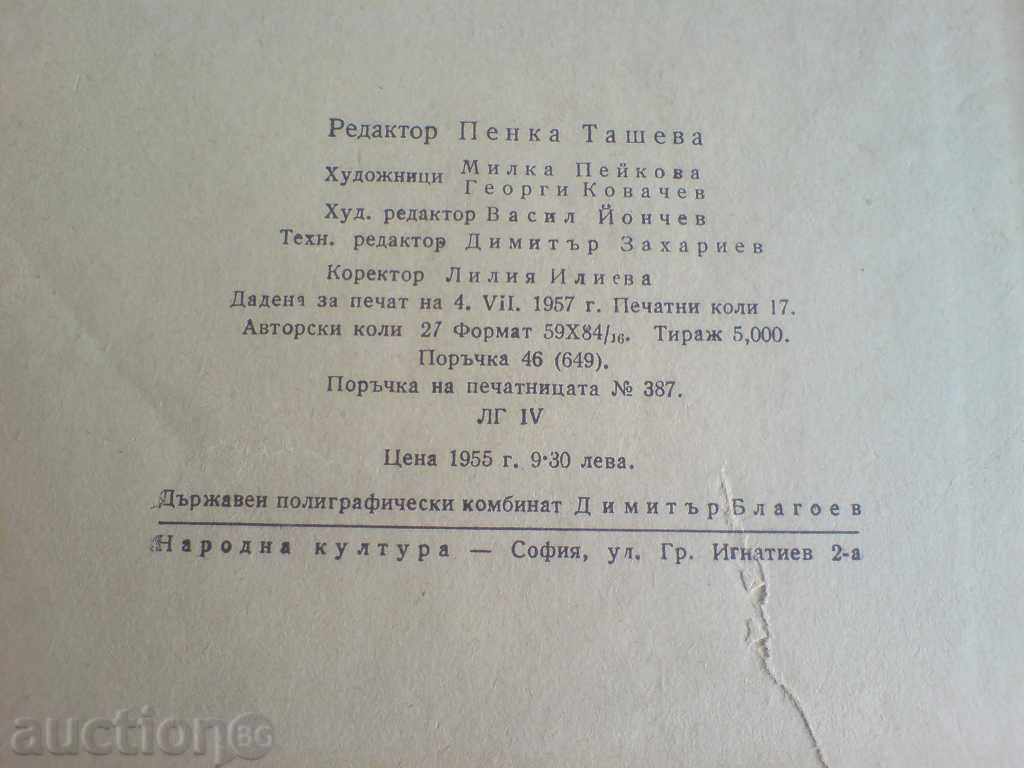 Редактор Пенка Ташева
Художници Милка Пейкова
Георги Ковачев
Худ. редактор Васил Йончев
Техн. редактор Димитър Захариев
Коректор Лилия Илиева
Дадена за печат на 4. VII. 1957 г. Печатни коли 17.
Авторски коли 27 Формат 59X84/16. Тираж 5,000.
Поръчка 46 (649).
Поръчка на печатницата № 387.
ЛГ IV
Цена 1955 г. 9·30 лева.
Държавен полиграфически комбинат Димитър Благоев
Народна култура — София, ул. Гр. Игнатиев 2-а
auctionBG